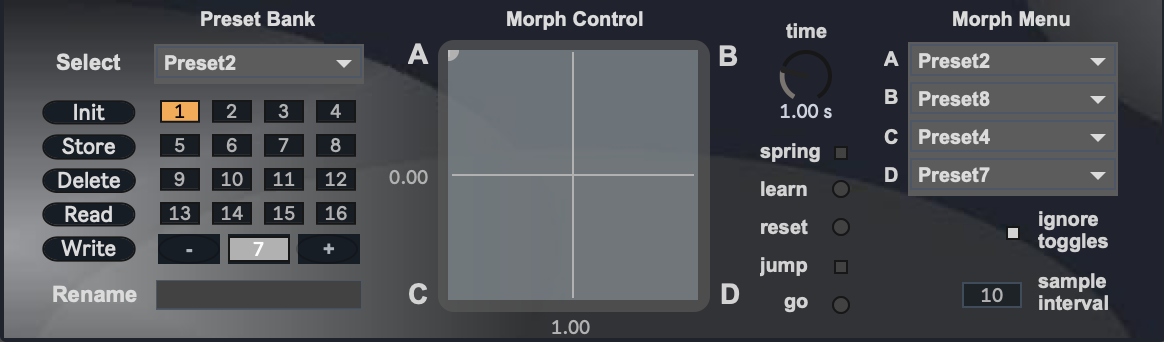 Preset Bank
Morph Control
Morph Menu
Select
Preset2
Init
1 2 3 4
Store
5 6 7 8
Delete
9 10 11 12
Read
13 14 15 16
Write
- 7 +
Rename
A
B
C
D
0.00
1.00
time
1.00 s
spring
learn
reset
jump
go
A Preset2
B Preset8
C Preset4
D Preset7
ignore
toggles
10
sample
interval